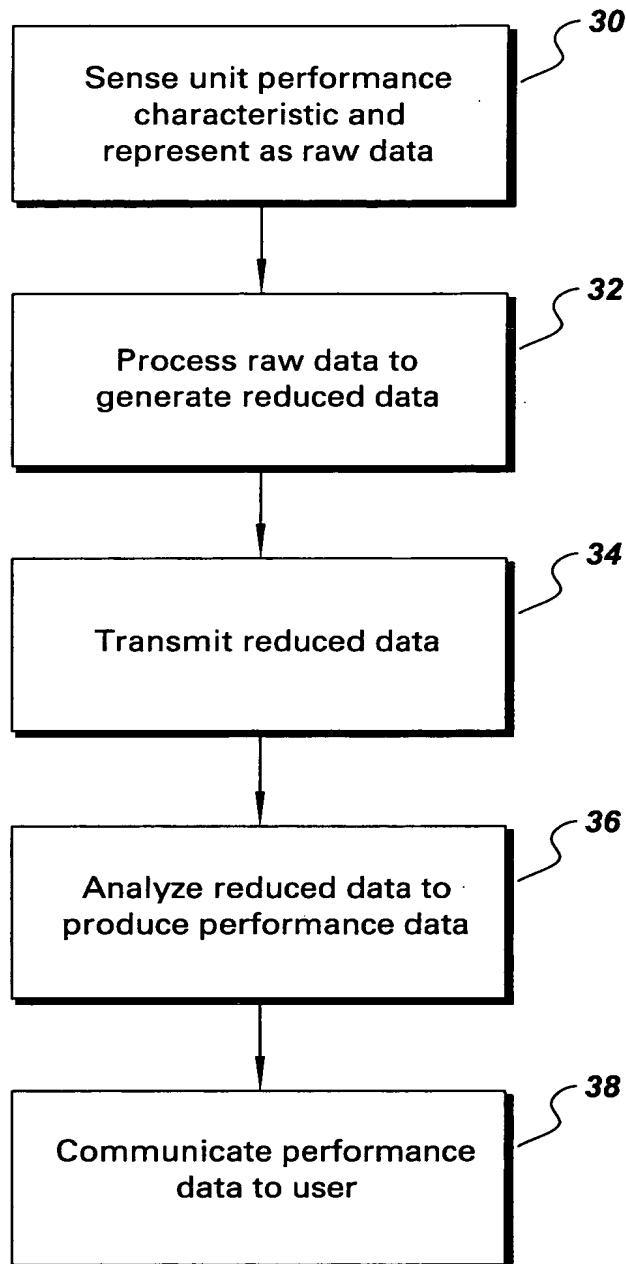 30
Sense unit performance
characteristic and
represent as raw data
32
Process raw data to
generate reduced data
34
Transmit reduced data
36
Analyze reduced data to
produce performance data
38
Communicate performance
data to user